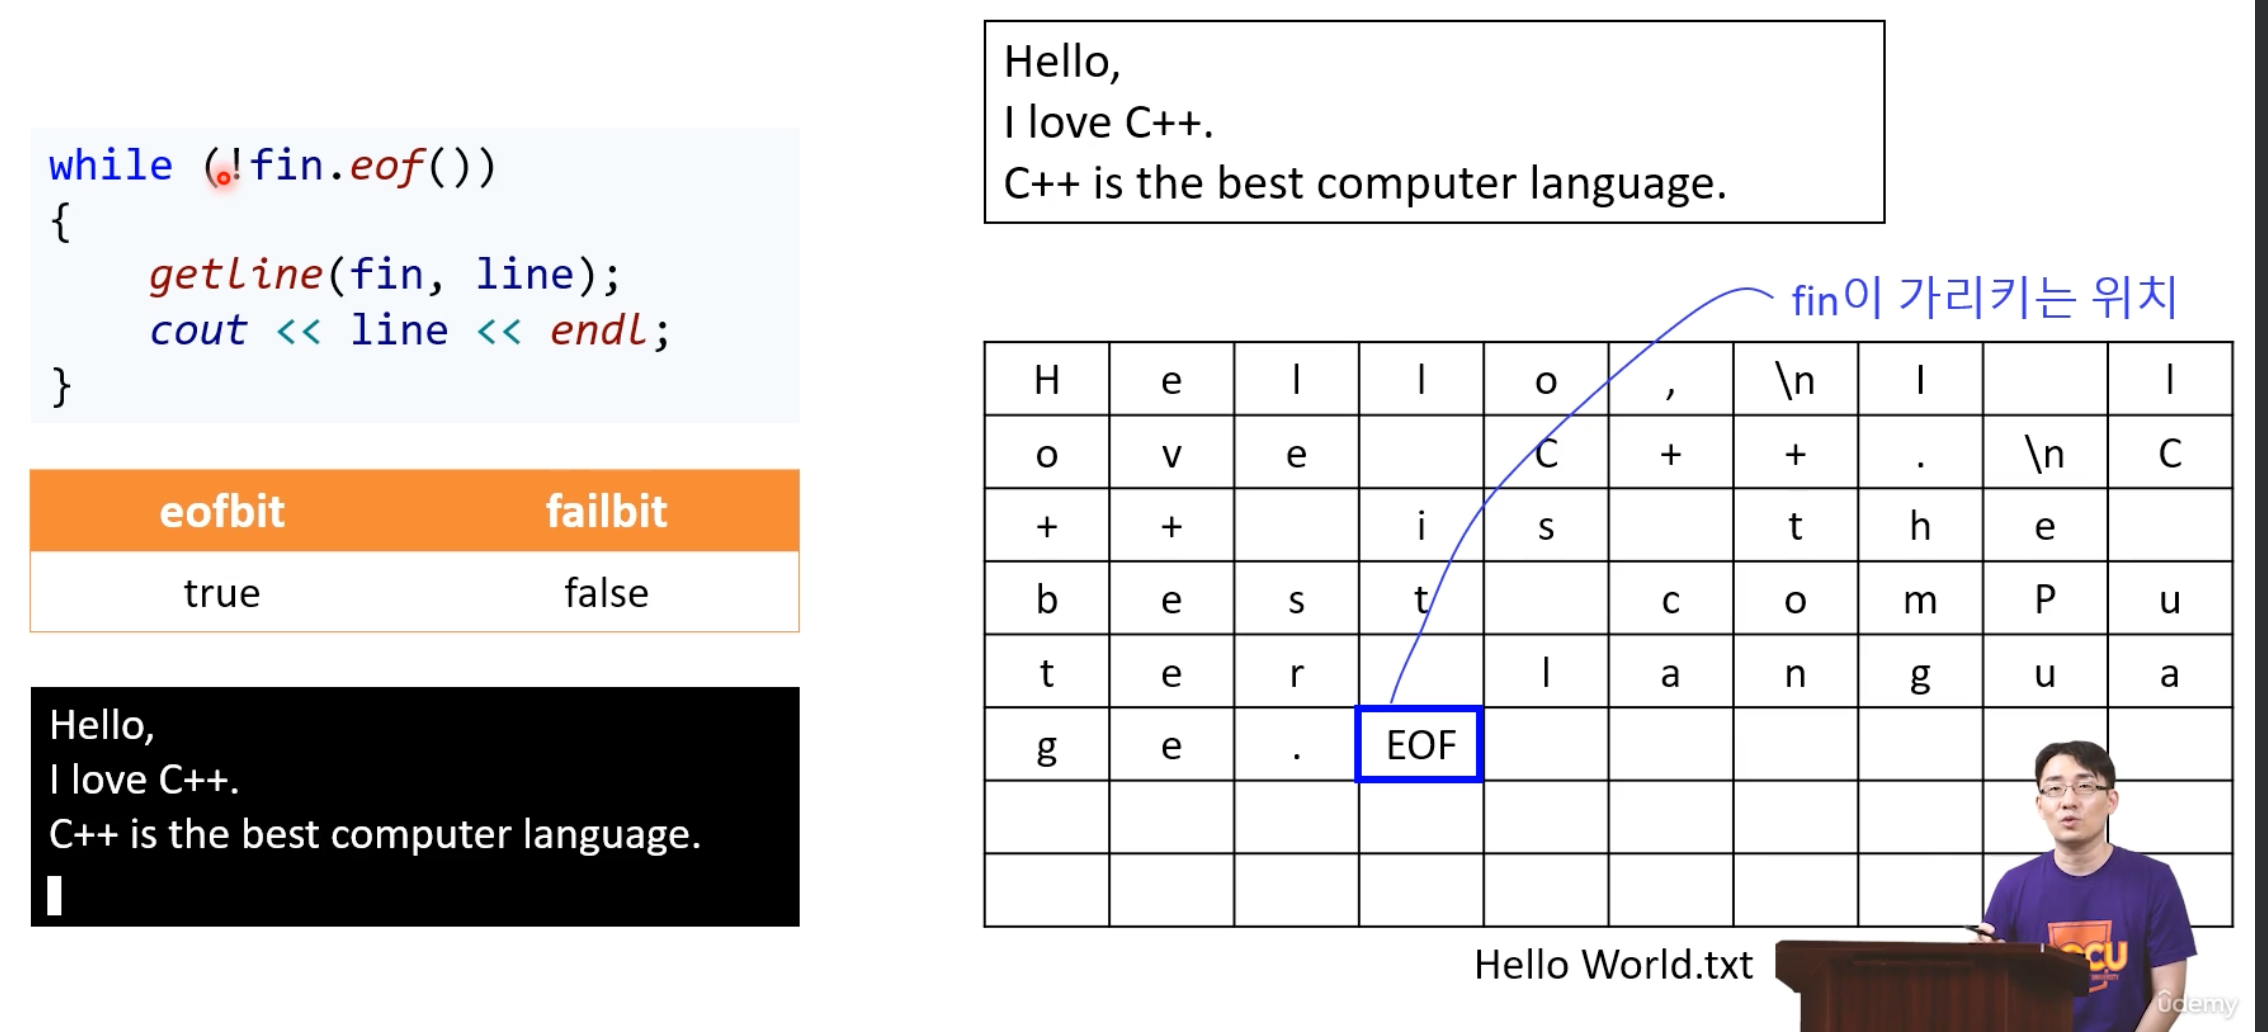 while (!fin.eof())
{
getline(fin, line);
cout << line << endl;
}
eofbit failbit
true false
Hello,
I love C++.
C++ is the best computer language.
Hello,
I love C++.
C++ is the best computer language.
fin이 가리키는 위치
H e l l o , \n I l
o v e C + + . \n C
+ + i s t h e
b e s t c o m P u
t e r l a n g u a
g e . EOF
Hello World.txt
CU
ûdemy